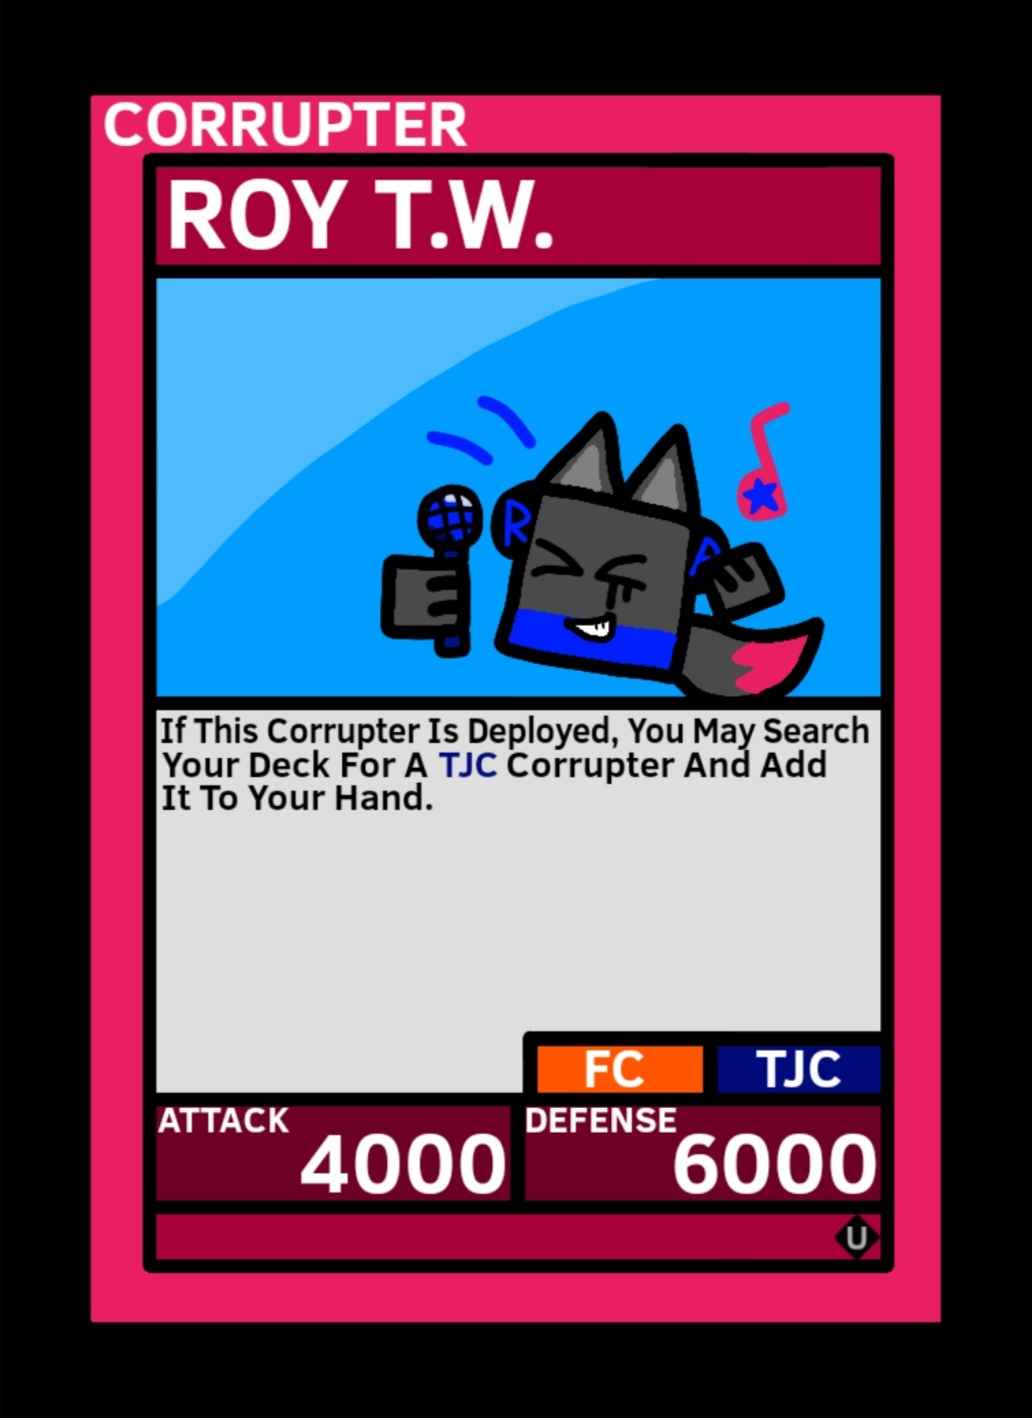 CORRUPTER
ROY T.W.
R
R
If This Corrupter Is Deployed, You May Search
Your Deck For A TJC Corrupter And Add
It To Your Hand.
FC TJC
ATTACK DEFENSE
4000 6000
U